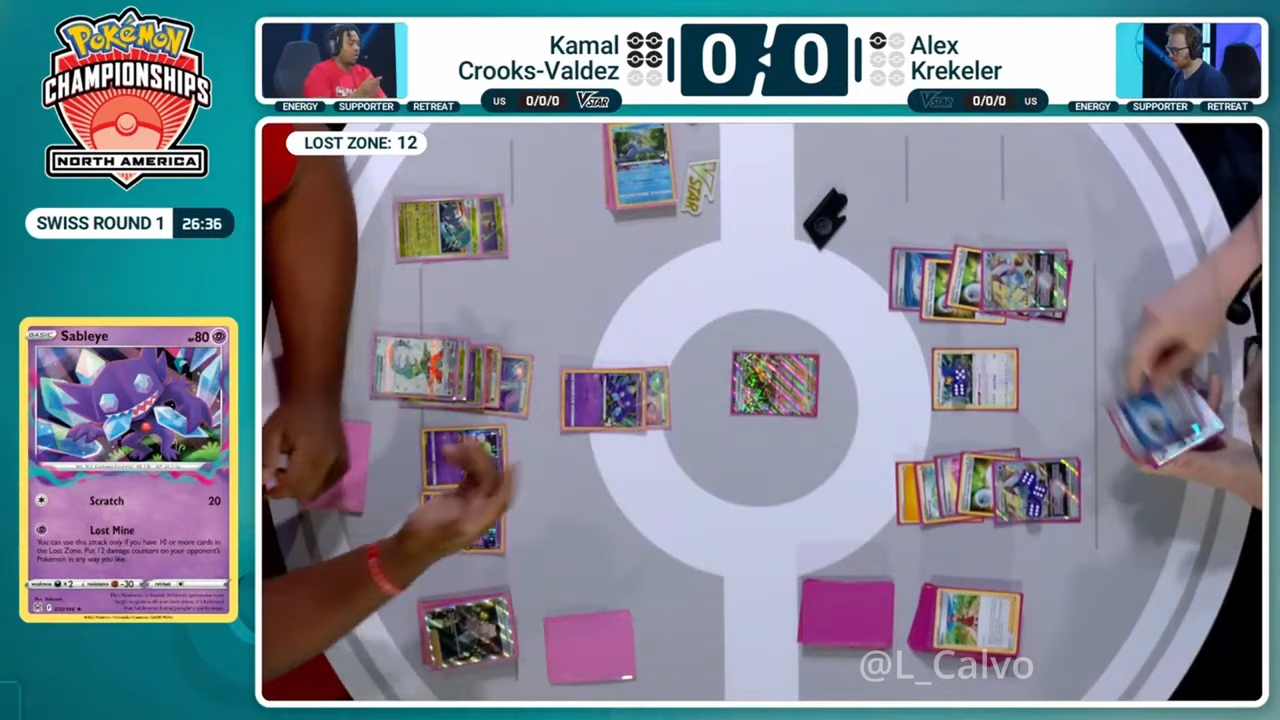 POKÉMON
CHAMPIONSHIPS
NORTH AMERICA
SWISS ROUND 1 26:36
Kamal
Crooks-Valdez
0 0
Alex
Krekeler
ENERGY SUPPORTER RETREAT
US 0/0/0 VSTAR
VSTAR 0/0/0 US
ENERGY SUPPORTER RETREAT
LOST ZONE: 12
VSTAR
BASIC Sableye HP80
Scratch 20
Lost Mine
You can use this attack only if you have 10 or more cards in
the Lost Zone. Put 12 damage counters on your opponent's
Pokémon in any way you like.
weakness ×2 resistance -30 retreat
@L_Calvo